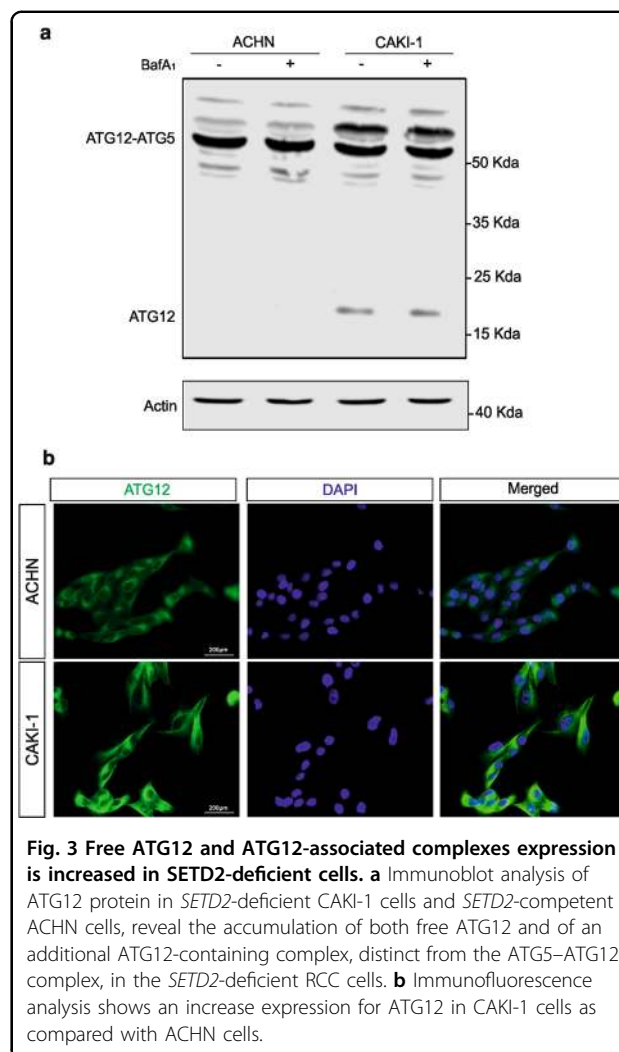 a
ACHN CAKI-1
BafA1 - + - +
ATG12-ATG5
50 Kda
35 Kda
25 Kda
ATG12
15 Kda
Actin
40 Kda
b
ATG12 DAPI Merged
ACHN
200µm
CAKI-1
200µm
Fig. 3 Free ATG12 and ATG12-associated complexes expression
is increased in SETD2-deficient cells. a Immunoblot analysis of
ATG12 protein in SETD2-deficient CAKI-1 cells and SETD2-competent
ACHN cells, reveal the accumulation of both free ATG12 and of an
additional ATG12-containing complex, distinct from the ATG5–ATG12
complex, in the SETD2-deficient RCC cells. b Immunofluorescence
analysis shows an increase expression for ATG12 in CAKI-1 cells as
compared with ACHN cells.